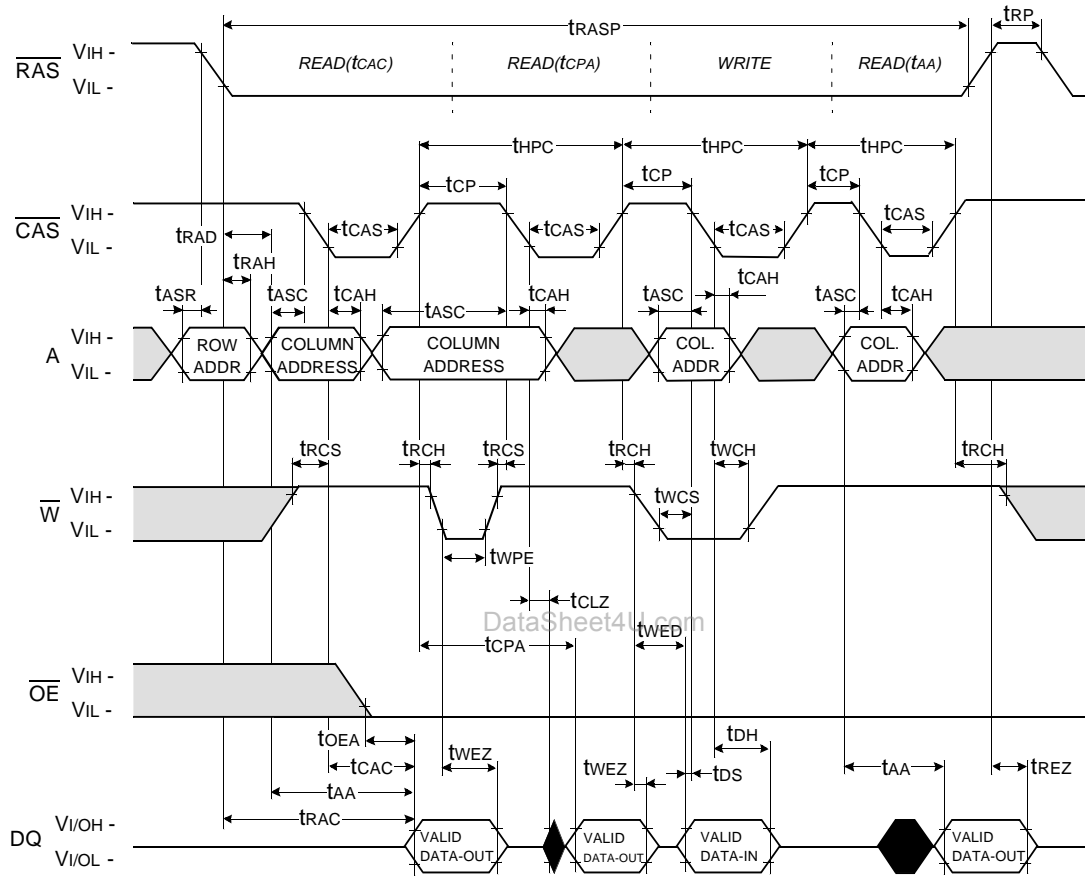 tRASP
tRP
RAS
VIH -
VIL -
READ(tCAC)
READ(tCPA)
WRITE
READ(tAA)
tHPC
tHPC
tHPC
tCP
tCP
tCP
CAS
VIH -
VIL -
tCAS
tCAS
tCAS
tCAS
tRAD
tRAH
tASR
tASC
tCAH
tASC
tCAH
tASC
tCAH
tASC
tCAH
A
VIH -
VIL -
ROW
ADDR
COLUMN
ADDRESS
COLUMN
ADDRESS
COL.
ADDR
COL.
ADDR
tRCS
tRCH
tRCS
tRCH
tWCH
tRCH
W
VIH -
VIL -
tWCS
tWPE
tCLZ
DataSheet4U.com
tCPA
tWED
OE
VIH -
VIL -
tOEA
tCAC
tAA
tRAC
tWEZ
tWEZ
tDH
tDS
tAA
tREZ
DQ
VI/OH -
VI/OL -
VALID
DATA-OUT
VALID
DATA-OUT
VALID
DATA-IN
VALID
DATA-OUT